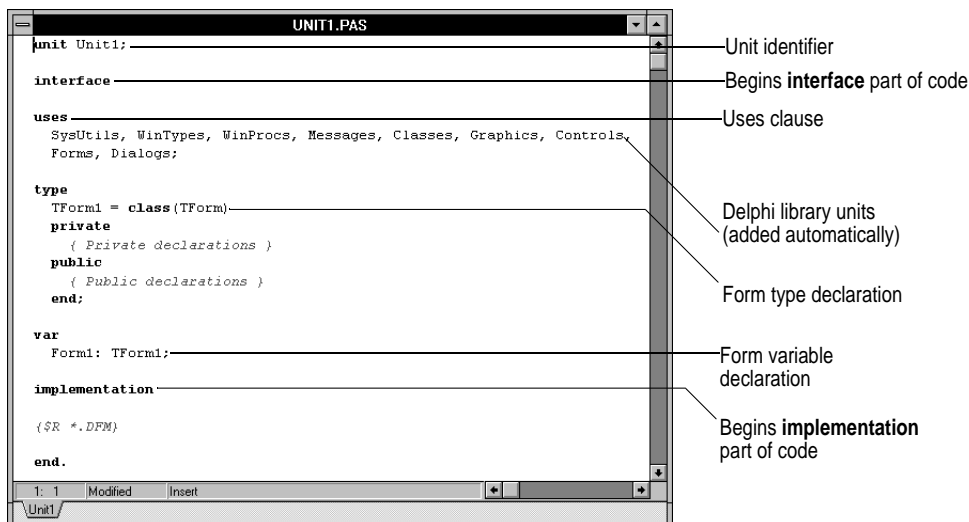 UNIT1.PAS
unit Unit1;
interface
uses
SysUtils, WinTypes, WinProcs, Messages, Classes, Graphics, Controls,
Forms, Dialogs;
type
TForm1 = class(TForm)
private
{ Private declarations }
public
{ Public declarations }
end;
var
Form1: TForm1;
implementation
{$R *.DFM}
end.
1: 1 Modified Insert
Unit1
Unit identifier
Begins interface part of code
Uses clause
Delphi library units
(added automatically)
Form type declaration
Form variable
declaration
Begins implementation
part of code